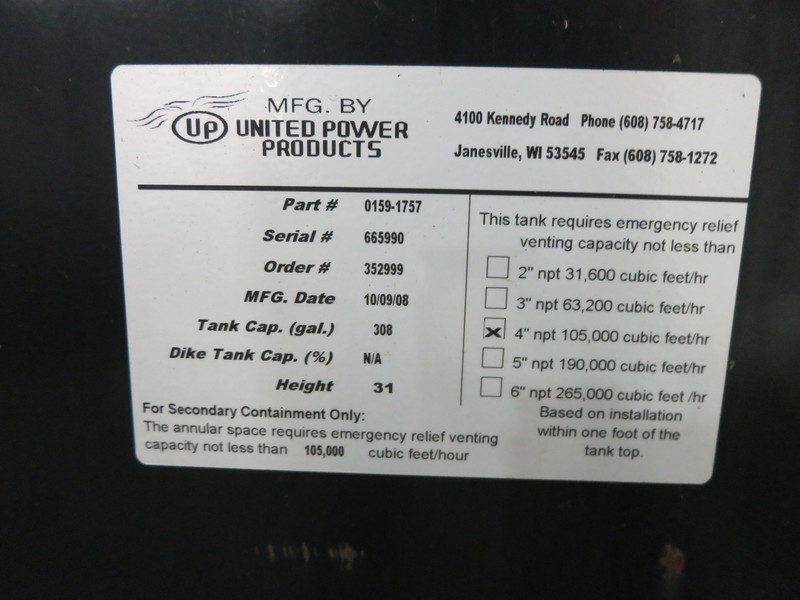 UP
MFG. BY
UNITED POWER
PRODUCTS
4100 Kennedy Road Phone (608) 758-4717
Janesville, WI 53545 Fax (608) 758-1272
Part # 0159-1757
Serial # 665990
Order # 352999
MFG. Date 10/09/08
Tank Cap. (gal.) 308
Dike Tank Cap. (%) N/A
Height 31
This tank requires emergency relief
venting capacity not less than
2" npt 31,600 cubic feet/hr
3" npt 63,200 cubic feet/hr
x 4" npt 105,000 cubic feet/hr
5" npt 190,000 cubic feet/hr
6" npt 265,000 cubic feet /hr
Based on installation
within one foot of the
tank top.
For Secondary Containment Only:
The annular space requires emergency relief venting
capacity not less than 105,000 cubic feet/hour